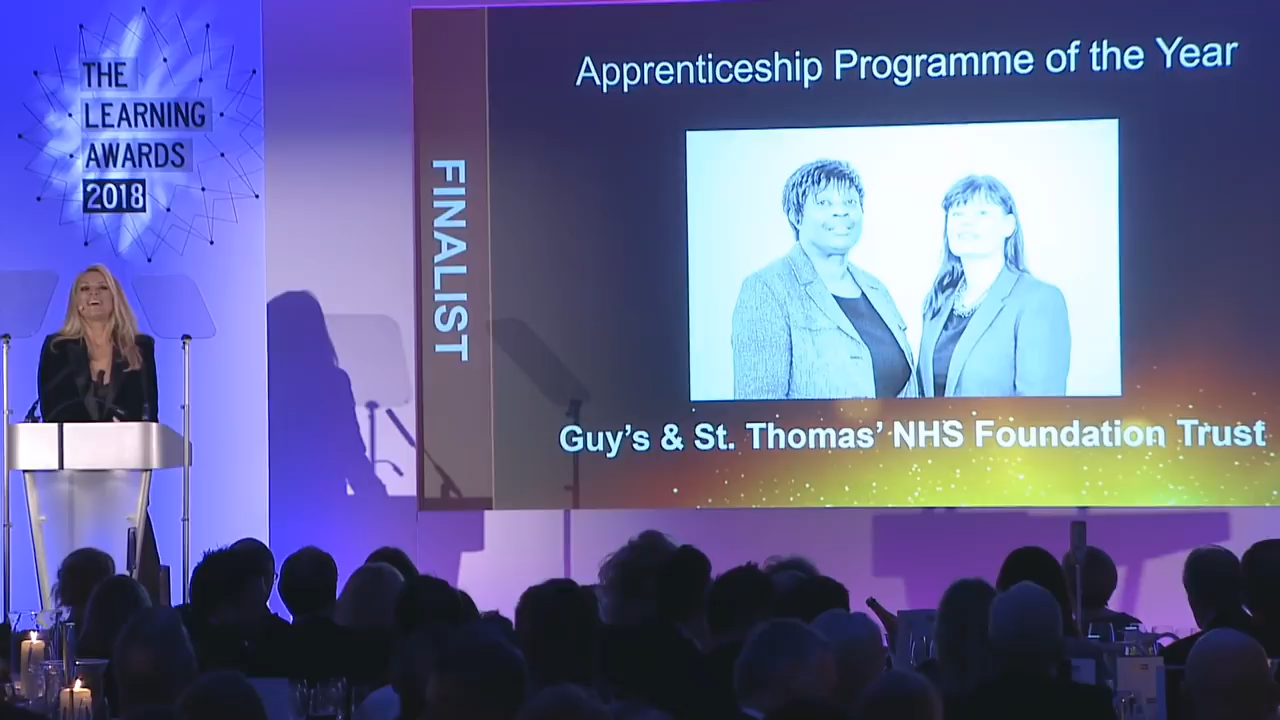 THE
LEARNING
AWARDS
2018
FINALIST
Apprenticeship Programme of the Year
Guy's & St. Thomas' NHS Foundation Trust